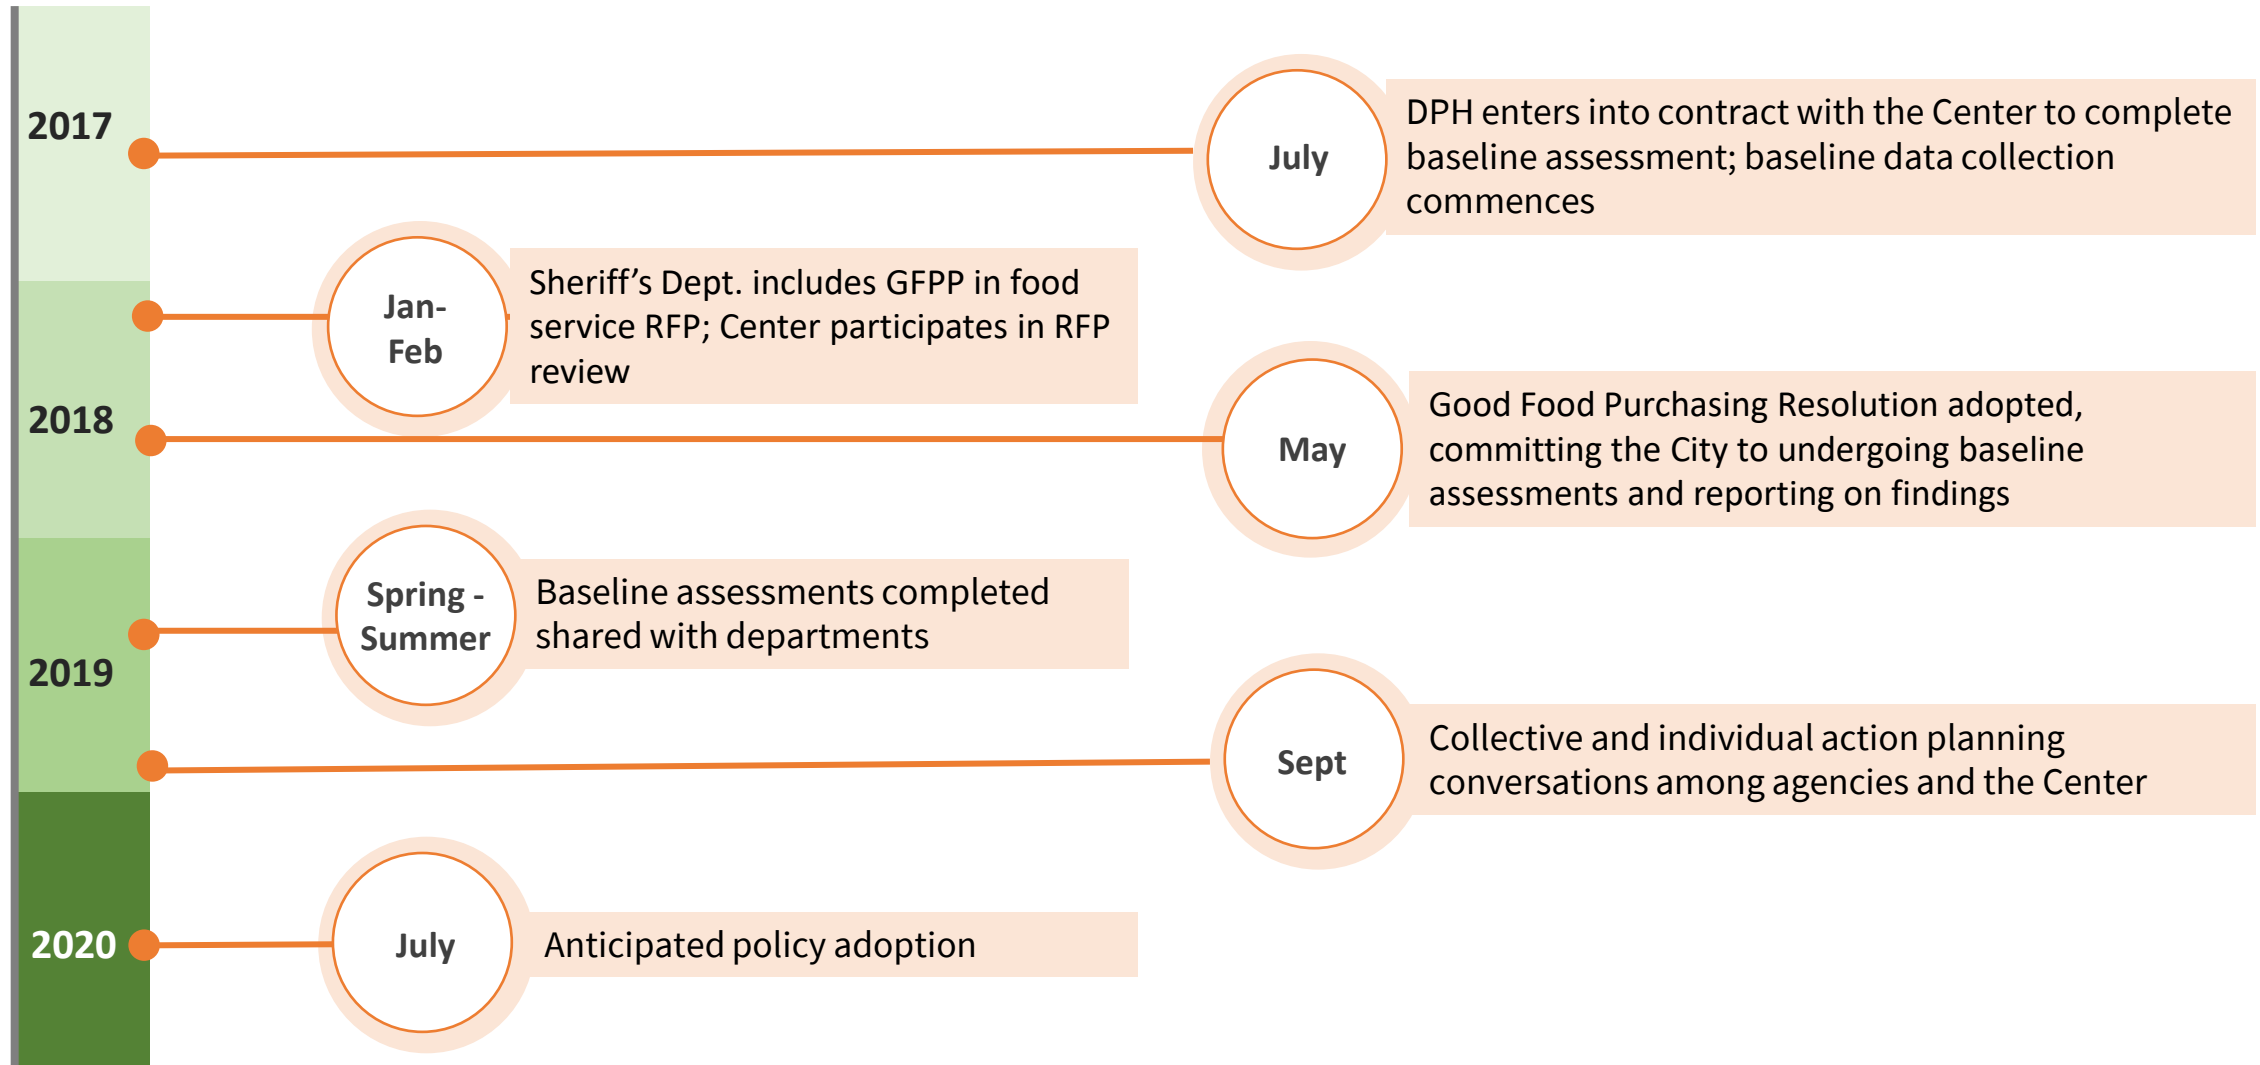 2017
July
DPH enters into contract with the Center to complete
baseline assessment; baseline data collection
commences
2018
Jan-
Feb
Sheriff’s Dept. includes GFPP in food
service RFP; Center participates in RFP
review
May
Good Food Purchasing Resolution adopted,
committing the City to undergoing baseline
assessments and reporting on findings
2019
Spring -
Summer
Baseline assessments completed
shared with departments
Sept
Collective and individual action planning
conversations among agencies and the Center
2020
July
Anticipated policy adoption